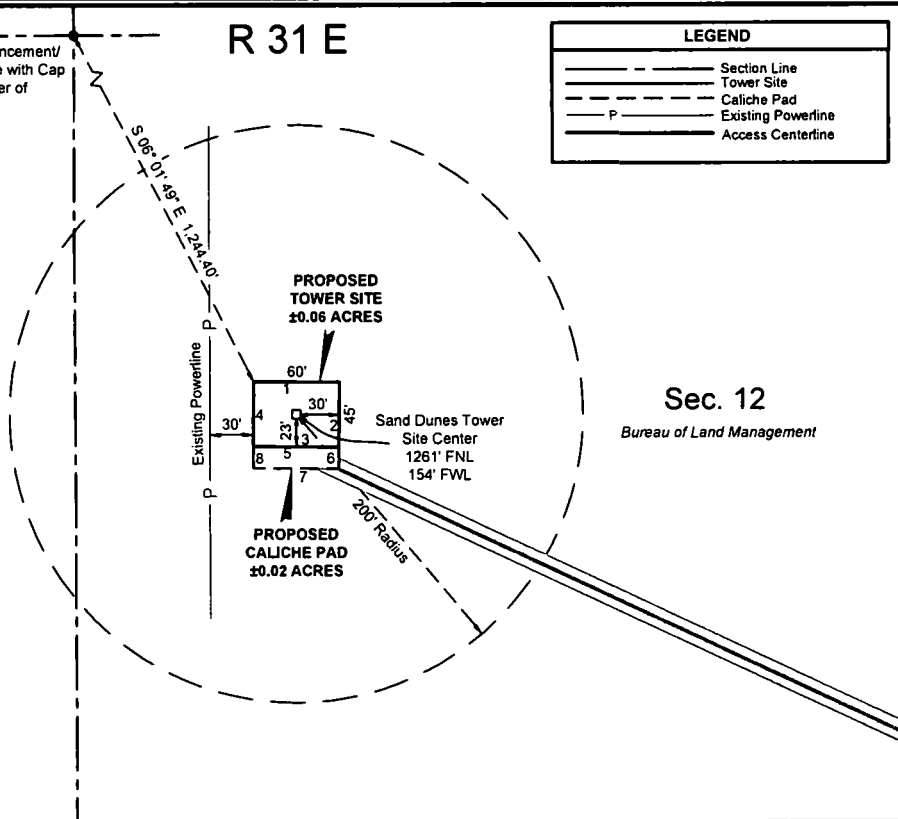 R 31 E
ncement/
e with Cap
er of
LEGEND
Section Line
Tower Site
Caliche Pad
P Existing Powerline
Access Centerline
S 06° 01' 49" E 1,244.40'
PROPOSED
TOWER SITE
±0.06 ACRES
P
Existing Powerline
P
30'
60'
1
4
30'
2
45'
23'
3
5
6
8
7
Sand Dunes Tower
Site Center
1261' FNL
154' FWL
Sec. 12
Bureau of Land Management
200' Radius
PROPOSED
CALICHE PAD
±0.02 ACRES